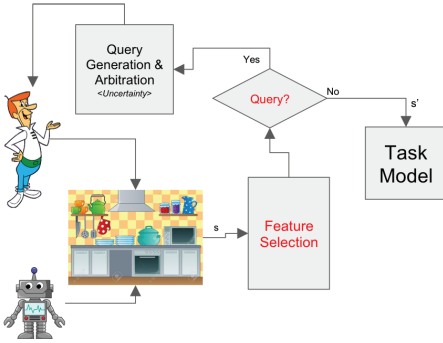 Query
Generation &
Arbitration
<Uncertainty>
Yes
Query?
No
s'
Task
Model
s
Feature
Selection